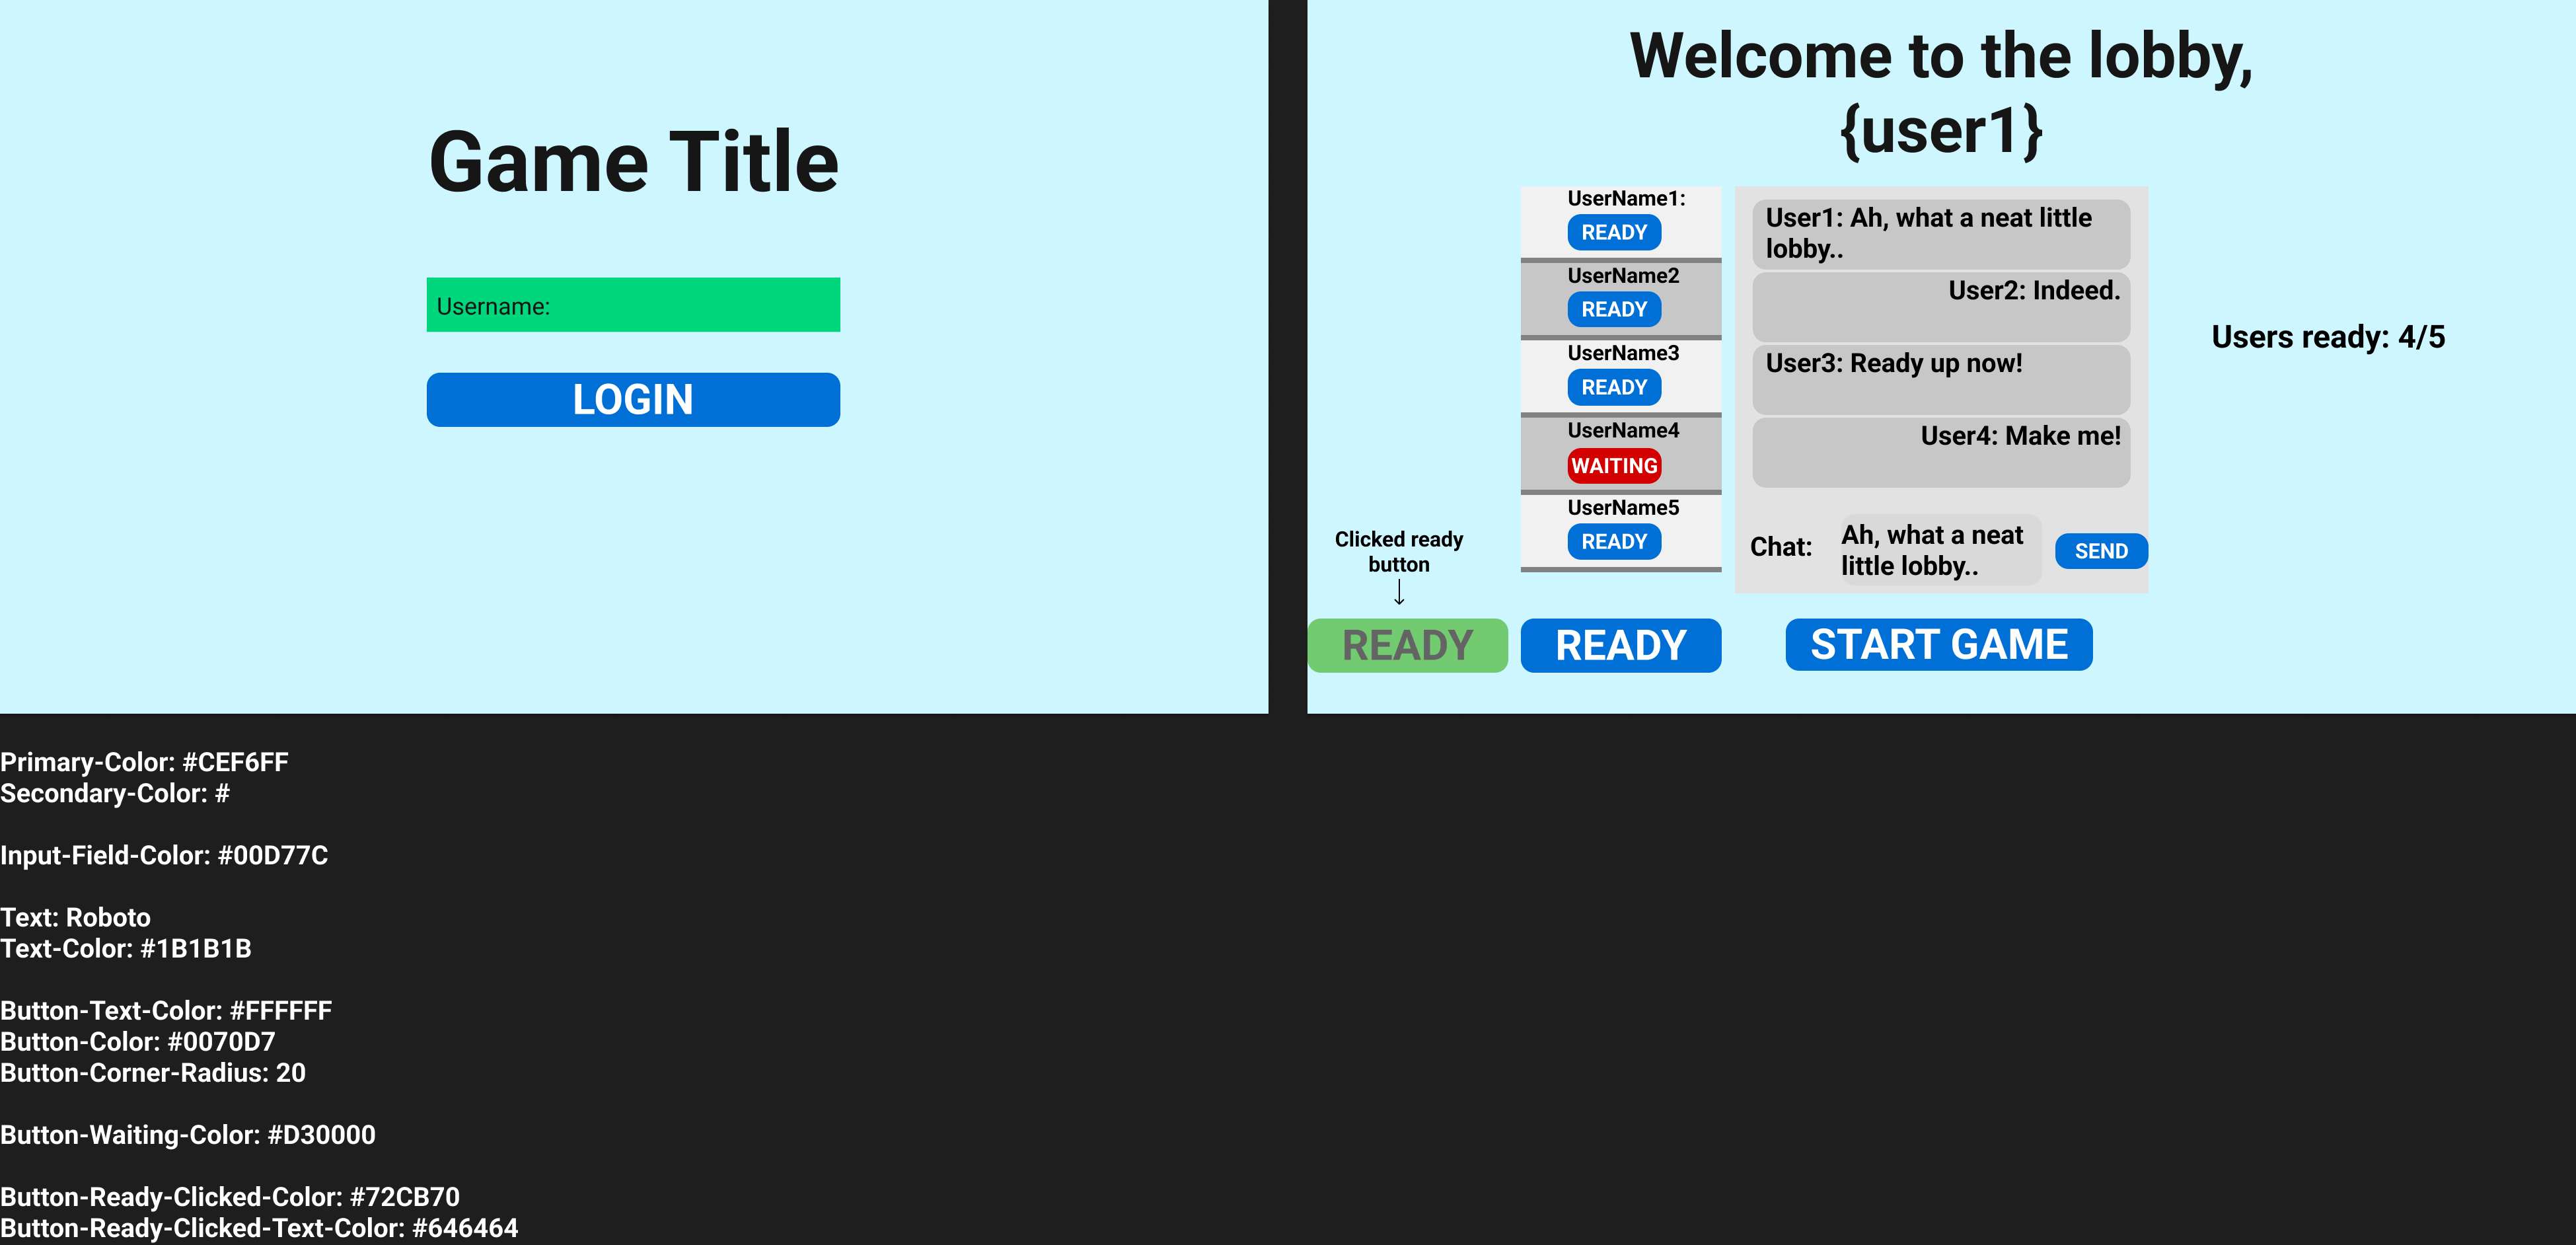 Game Title
Username:
LOGIN
Welcome to the lobby,
{user1}
UserName1:
READY
UserName2
READY
UserName3
READY
UserName4
WAITING
UserName5
READY
User1: Ah, what a neat little
lobby..
User2: Indeed.
User3: Ready up now!
User4: Make me!
Chat:
Ah, what a neat
little lobby..
SEND
Users ready: 4/5
Clicked ready
button
READY
READY
START GAME
Primary-Color: #CEF6FF
Secondary-Color: #
Input-Field-Color: #00D77C
Text: Roboto
Text-Color: #1B1B1B
Button-Text-Color: #FFFFFF
Button-Color: #0070D7
Button-Corner-Radius: 20
Button-Waiting-Color: #D30000
Button-Ready-Clicked-Color: #72CB70
Button-Ready-Clicked-Text-Color: #646464